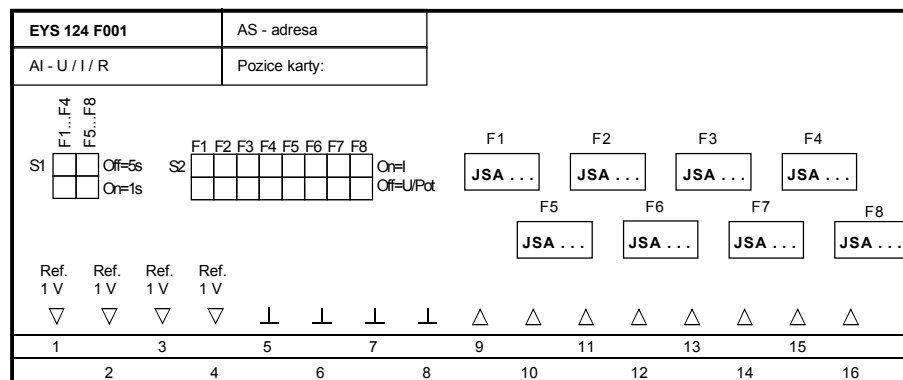 EYS 124 F001 AS - adresa
AI - U / I / R Pozice karty:
F1...F4 F5...F8
F1 F2 F3 F4
S1 Off=5s S2 F1 F2 F3 F4 F5 F6 F7 F8 On=I
On=1s Off=U/Pot
JSA . . . JSA . . . JSA . . . JSA . . .
F5 F6 F7 F8
JSA . . . JSA . . . JSA . . . JSA . . .
Ref. Ref. Ref. Ref.
1 V 1 V 1 V 1 V
1 3 5 7 9 11 13 15
2 4 6 8 10 12 14 16